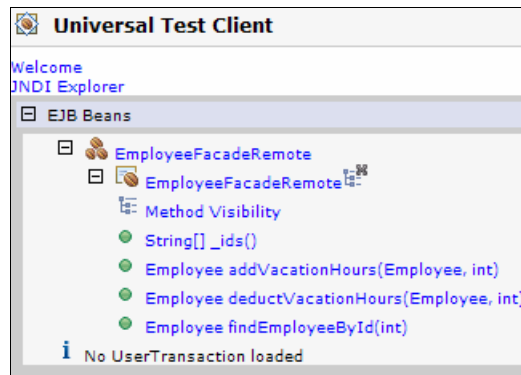 Universal Test Client
Welcome
JNDI Explorer
EJB Beans
EmployeeFacadeRemote
EmployeeFacadeRemote
Method Visibility
String[] _ids()
Employee addVacationHours(Employee, int)
Employee deductVacationHours(Employee, int)
Employee findEmployeeById(int)
No UserTransaction loaded